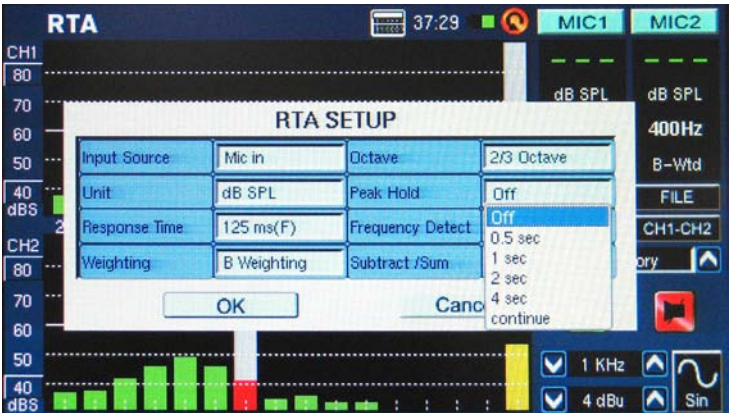 RTA
37:29
MIC1
MIC2
CH1
80
70
60
50
40
dBS
dB SPL
dB SPL
400Hz
B-Wtd
FILE
CH1-CH2
ory
RTA SETUP
Input Source
Mic in
Octave
2/3 Octave
Unit
dB SPL
Peak Hold
Off
Response Time
125 ms(F)
Frequency Detect
Weighting
B Weighting
Subtract /Sum
Off
0.5 sec
1 sec
2 sec
4 sec
continue
OK
Canc
2
CH2
80
70
60
50
40
dBS
1 KHz
4 dBu
Sin